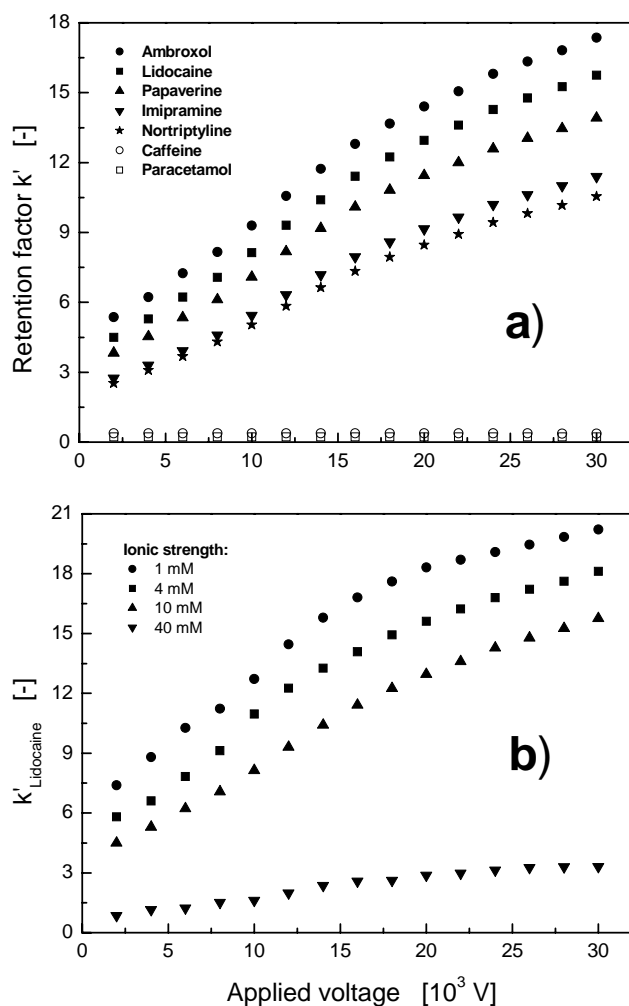 18
15
12
9
6
3
0
Retention factor k' [-]
Ambroxol
Lidocaine
Papaverine
Imipramine
Nortriptyline
Caffeine
Paracetamol
a)
0 5 10 15 20 25 30
21
18
15
12
9
6
3
0
k'Lidocaine [-]
Ionic strength:
1 mM
4 mM
10 mM
40 mM
b)
0 5 10 15 20 25 30
Applied voltage [10³ V]